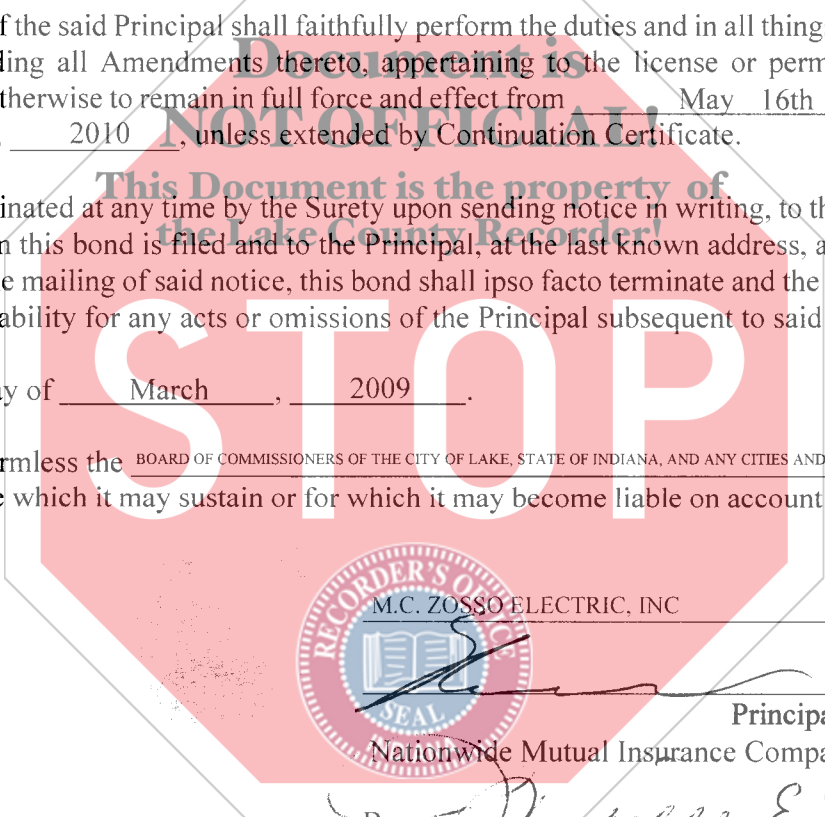 f the said Principal shall faithfully perform the duties and in all thing
ding all Amendments thereto, appertaining to the license or perm
Document is
therwise to remain in full force and effect from May 16th
NOT OFFICIAL!
2010 , unless extended by Continuation Certificate.
This Document is the property of
inated at any time by the Surety upon sending notice in writing, to th
the Lake County Recorder!
n this bond is filed and to the Principal, at the last known address, a
e mailing of said notice, this bond shall ipso facto terminate and the
ability for any acts or omissions of the Principal subsequent to said
STOP
ay of March , 2009 .
rmless the BOARD OF COMMISSIONERS OF THE CITY OF LAKE, STATE OF INDIANA, AND ANY CITIES AND
e which it may sustain or for which it may become liable on account
RECORDER'S OFFICE
M.C. ZOSSO ELECTRIC, INC
SEAL
Principa
Nationwide Mutual Insurance Compa